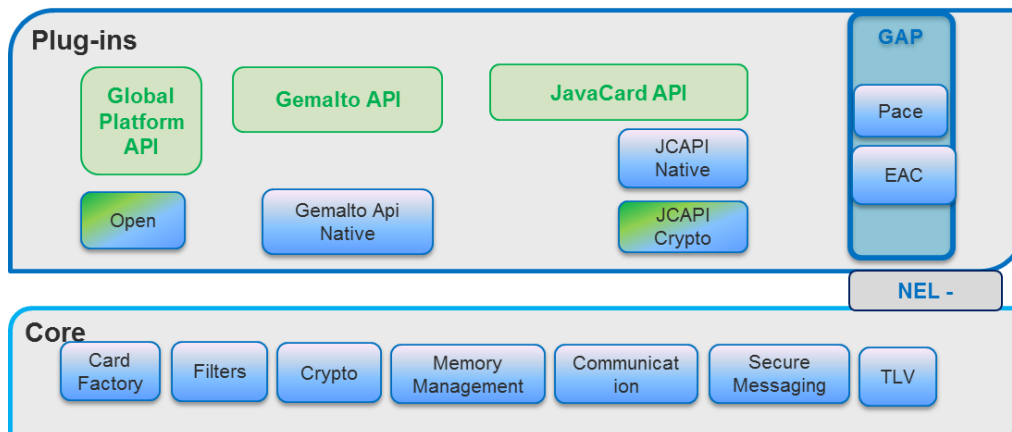 Plug-ins
GAP
Global
Platform
API
Gemalto API
JavaCard API
Pace
JCAPI
Native
EAC
Open
Gemalto Api
Native
JCAPI
Crypto
NEL -
Core
Card
Factory
Filters
Crypto
Memory
Management
Communicat
ion
Secure
Messaging
TLV